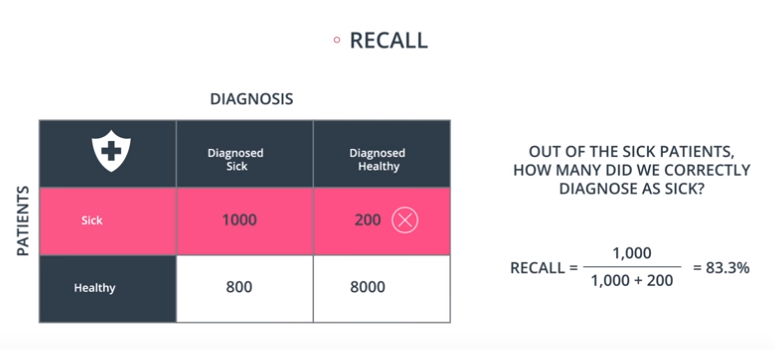 RECALL
DIAGNOSIS
Diagnosed
Sick
Diagnosed
Healthy
PATIENTS
Sick
1000
200
Healthy
800
8000
OUT OF THE SICK PATIENTS,
HOW MANY DID WE CORRECTLY
DIAGNOSE AS SICK?
RECALL = 1,000 / 1,000 + 200 = 83.3%